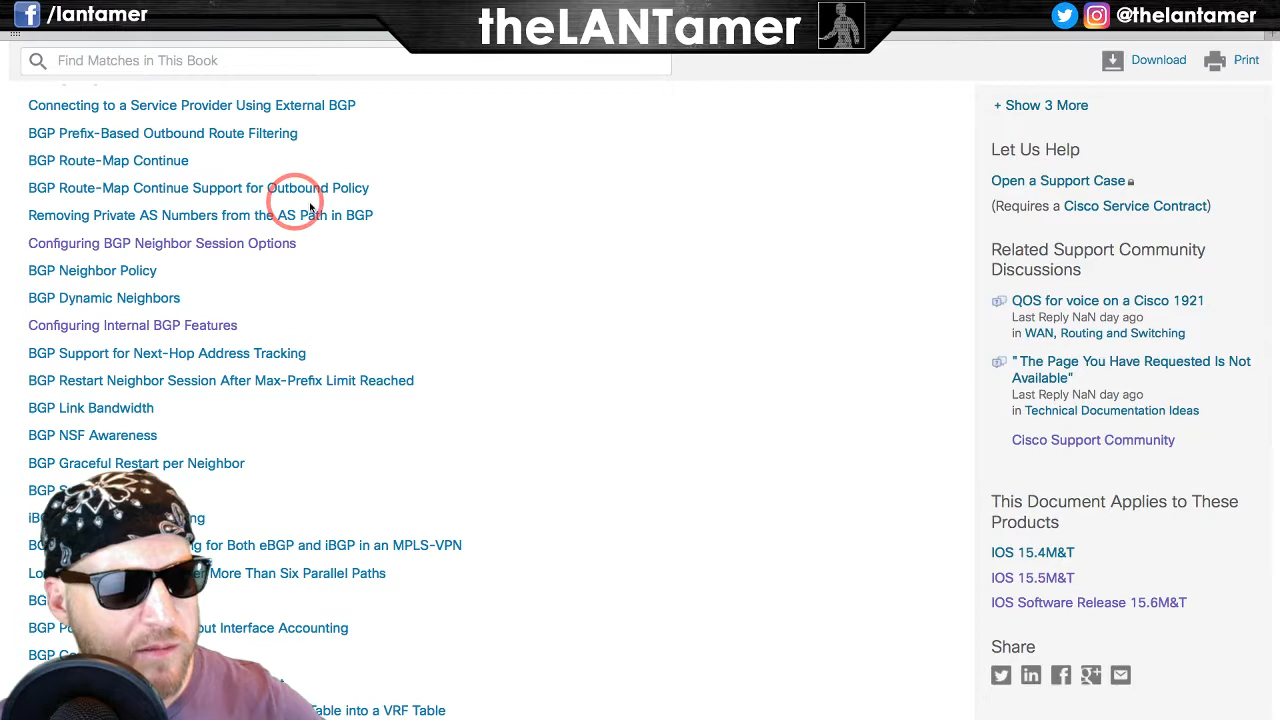 /lantamer
theLANTamer
@thelantamer
Find Matches in This Book
Download
Print
Connecting to a Service Provider Using External BGP
BGP Prefix-Based Outbound Route Filtering
BGP Route-Map Continue
BGP Route-Map Continue Support for Outbound Policy
Removing Private AS Numbers from the AS Path in BGP
Configuring BGP Neighbor Session Options
BGP Neighbor Policy
BGP Dynamic Neighbors
Configuring Internal BGP Features
BGP Support for Next-Hop Address Tracking
BGP Restart Neighbor Session After Max-Prefix Limit Reached
BGP Link Bandwidth
BGP NSF Awareness
BGP Graceful Restart per Neighbor
BGP
for Both eBGP and iBGP in an MPLS-VPN
More Than Six Parallel Paths
BGP
Interface Accounting
BGP
Table into a VRF Table
+ Show 3 More
Let Us Help
Open a Support Case
(Requires a Cisco Service Contract)
Related Support Community
Discussions
QOS for voice on a Cisco 1921
Last Reply NaN day ago
in WAN, Routing and Switching
" The Page You Have Requested Is Not
Available"
Last Reply NaN day ago
in Technical Documentation Ideas
Cisco Support Community
This Document Applies to These
Products
IOS 15.4M&T
IOS 15.5M&T
IOS Software Release 15.6M&T
Share